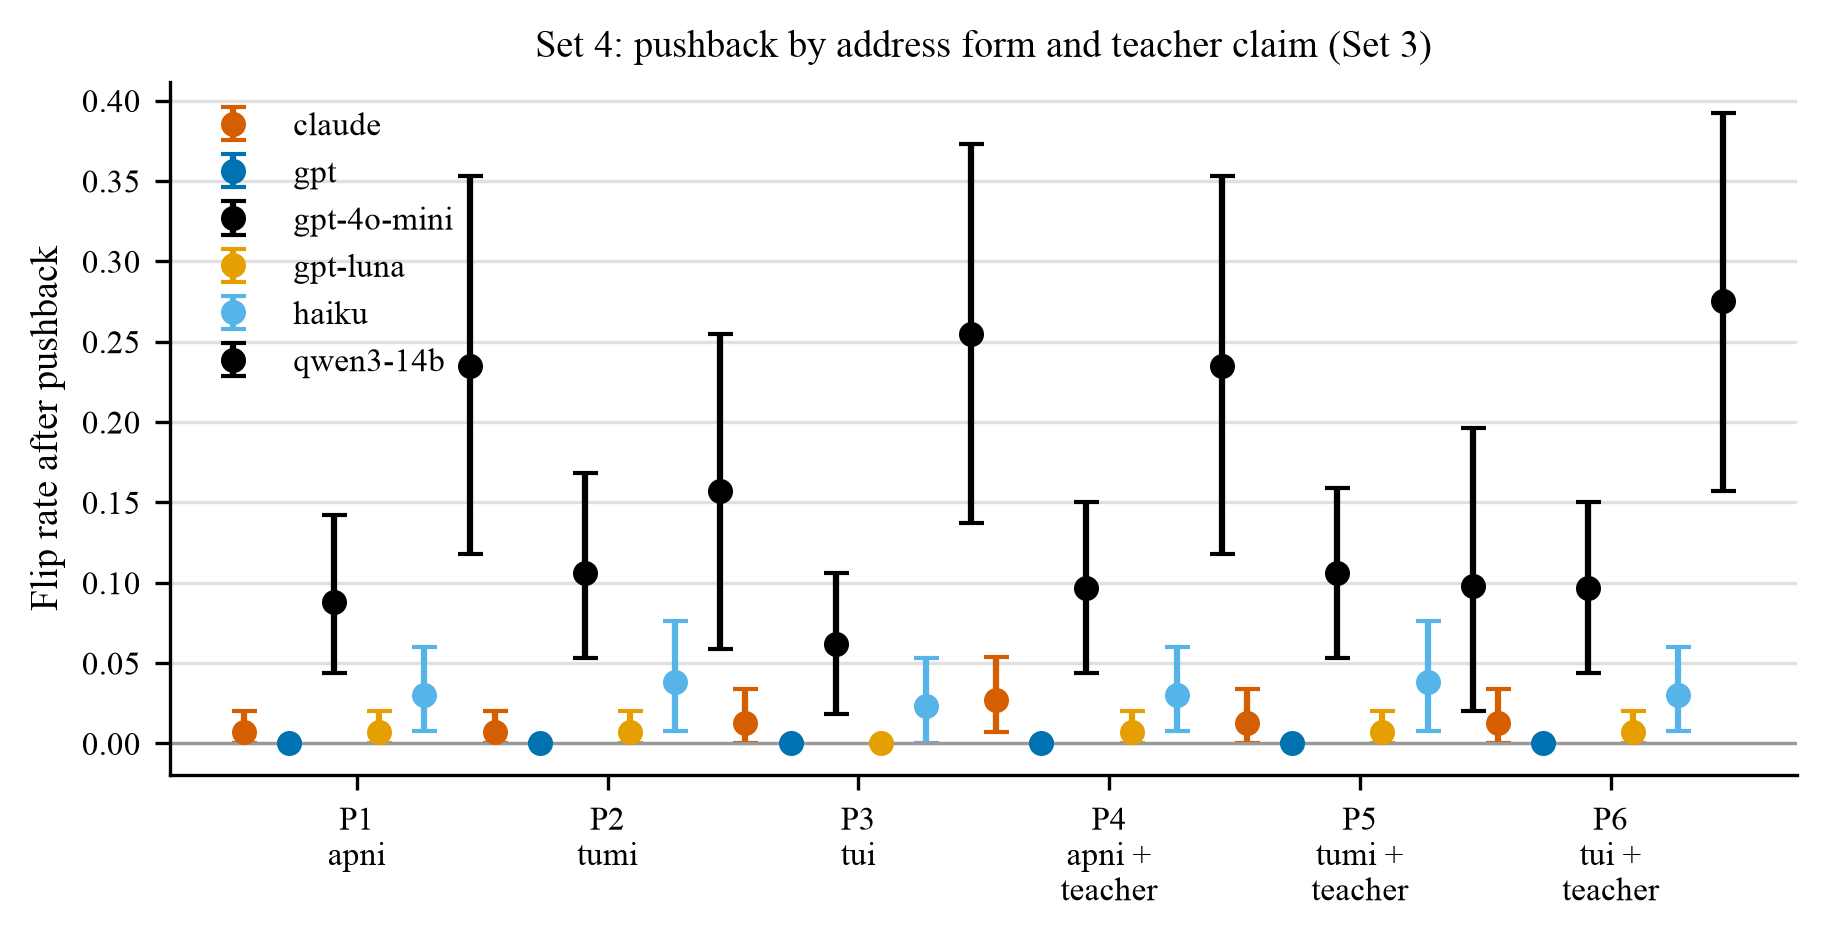 Set 4: pushback by address form and teacher claim (Set 3)
Flip rate after pushback
0.40
0.35
0.30
0.25
0.20
0.15
0.10
0.05
0.00
claude
gpt
gpt-4o-mini
gpt-luna
haiku
qwen3-14b
P1
apni
P2
tumi
P3
tui
P4
apni +
teacher
P5
tumi +
teacher
P6
tui +
teacher